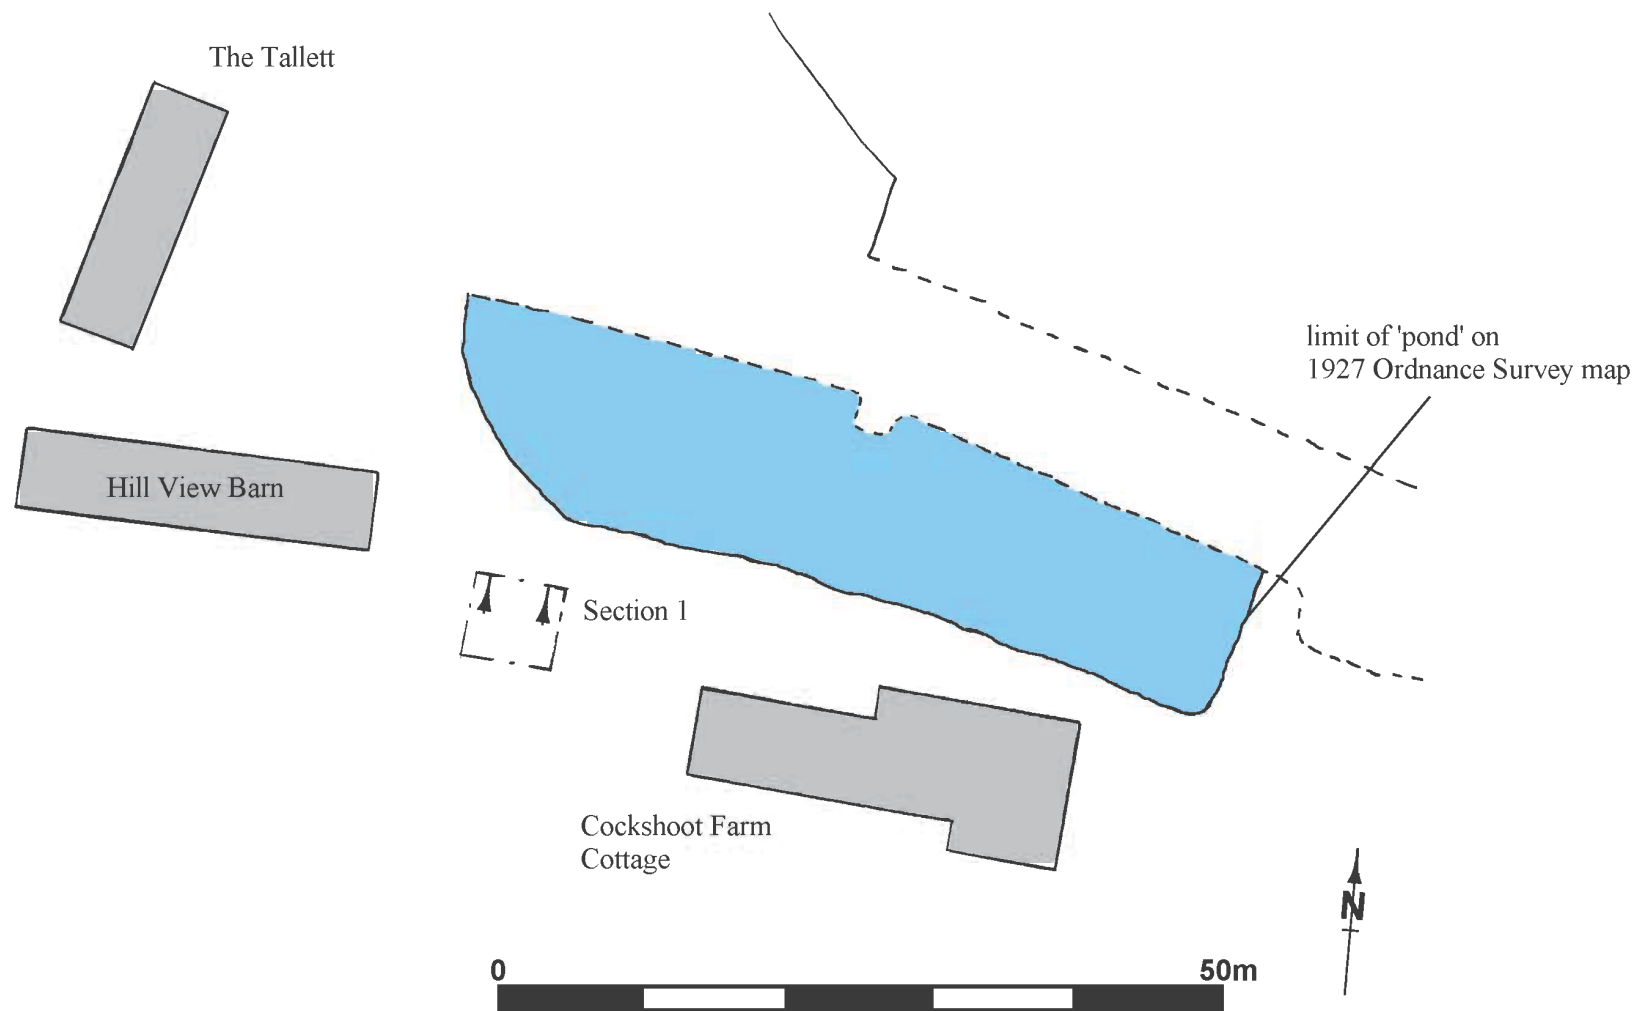 The Tallett
limit of 'pond' on
1927 Ordnance Survey map
Hill View Barn
Section 1
Cockshoot Farm
Cottage
N
0 50m